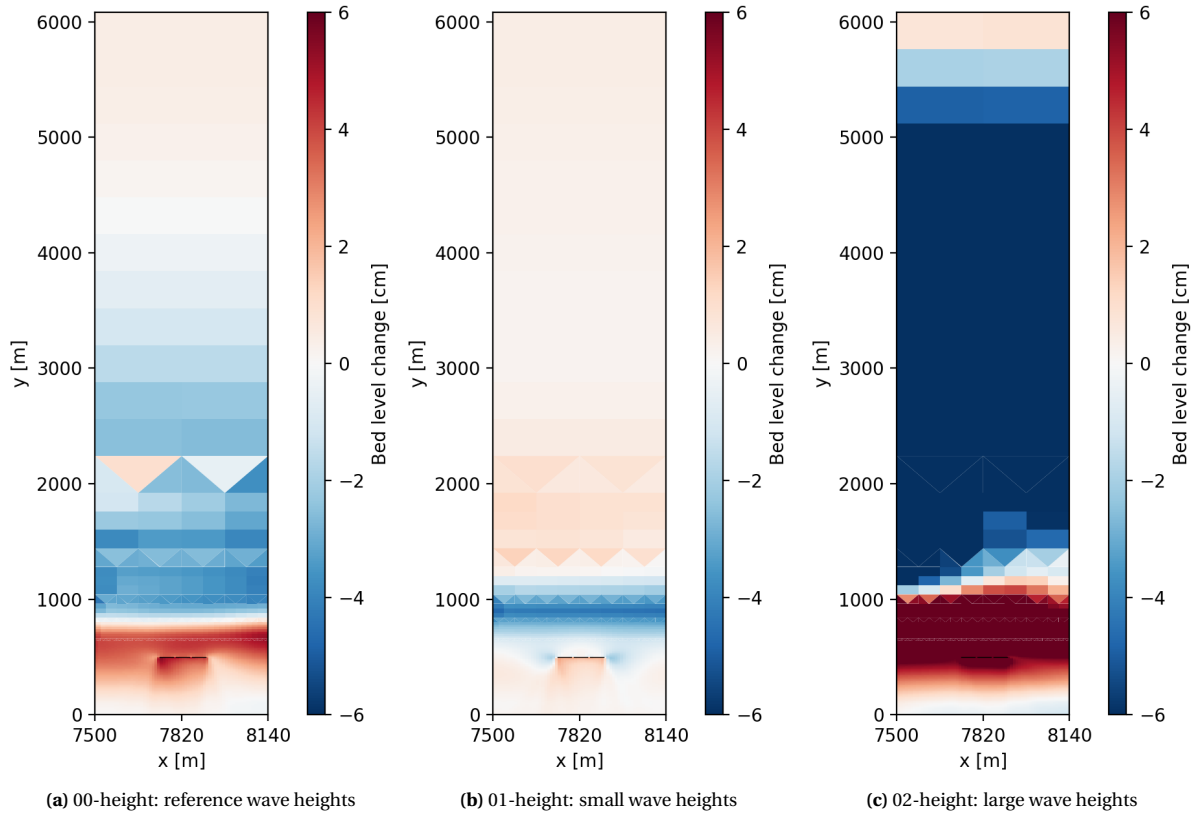 6000
5000
4000
3000
2000
1000
0
y [m]
7500 7820 8140
x [m]
6
4
2
0
−2
−4
−6
Bed level change [cm]
(a) 00-height: reference wave heights
6000
5000
4000
3000
2000
1000
0
y [m]
7500 7820 8140
x [m]
6
4
2
0
−2
−4
−6
Bed level change [cm]
(b) 01-height: small wave heights
6000
5000
4000
3000
2000
1000
0
y [m]
7500 7820 8140
x [m]
6
4
2
0
−2
−4
−6
Bed level change [cm]
(c) 02-height: large wave heights